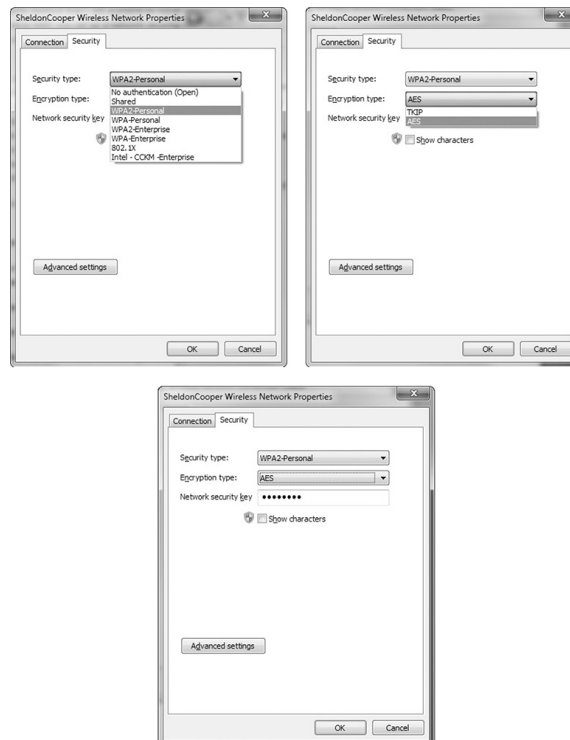 SheldonCooper Wireless Network Properties
Connection Security
Security type: WPA2-Personal
No authentication (Open)
Encryption type:
Shared
WPA2-Personal
Network security key
WPA-Personal
WPA2-Enterprise
WPA-Enterprise
802.1X
Intel - CCKM -Enterprise
Advanced settings
OK Cancel
SheldonCooper Wireless Network Properties
Connection Security
Security type: WPA2-Personal
Encryption type: AES
TKIP
Network security key
AES
Show characters
Advanced settings
OK Cancel
SheldonCooper Wireless Network Properties
Connection Security
Security type: WPA2-Personal
Encryption type: AES
Network security key ••••••••
Show characters
Advanced settings
OK Cancel